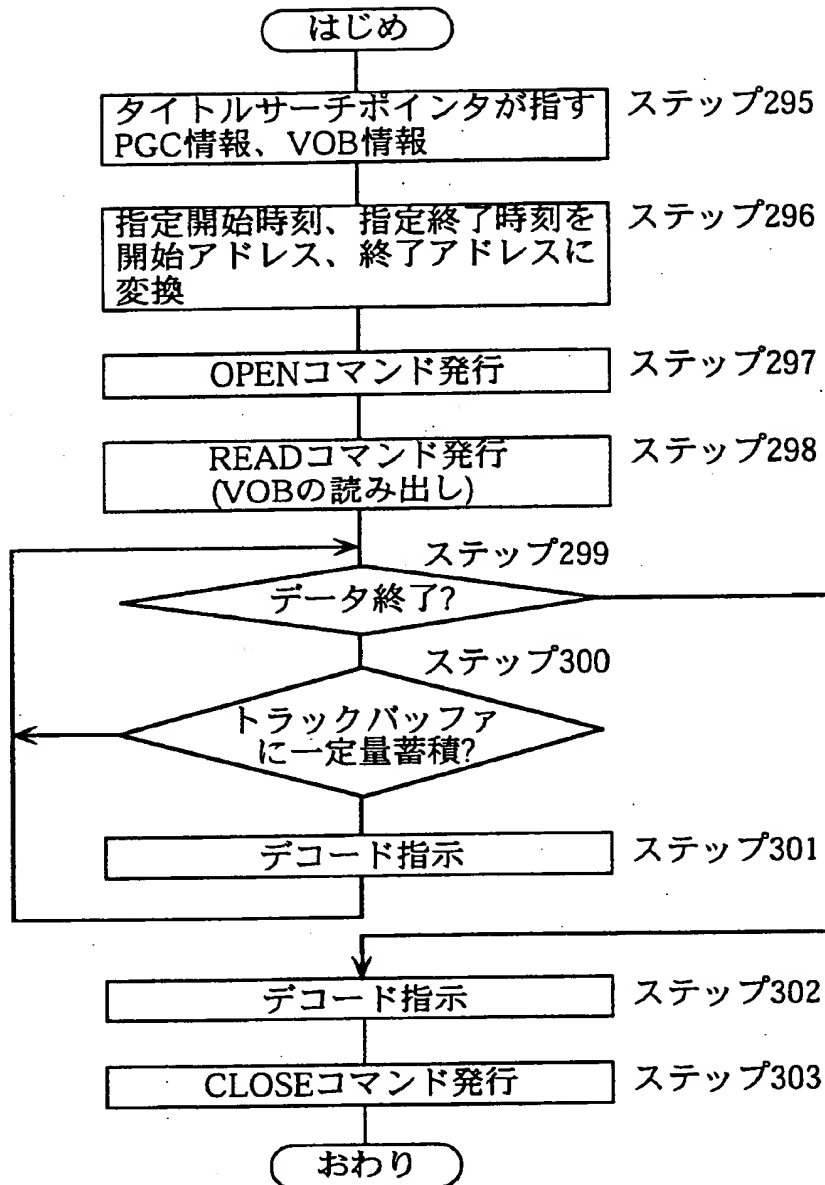 はじめ
タイトルサーチポインタが指す
PGC情報、VOB情報
ステップ295
指定開始時刻、指定終了時刻を
開始アドレス、終了アドレスに
変換
ステップ296
OPENコマンド発行
ステップ297
READコマンド発行
(VOBの読み出し)
ステップ298
ステップ299
データ終了?
ステップ300
トラックバッファ
に一定量蓄積?
デコード指示
ステップ301
デコード指示
ステップ302
CLOSEコマンド発行
ステップ303
おわり